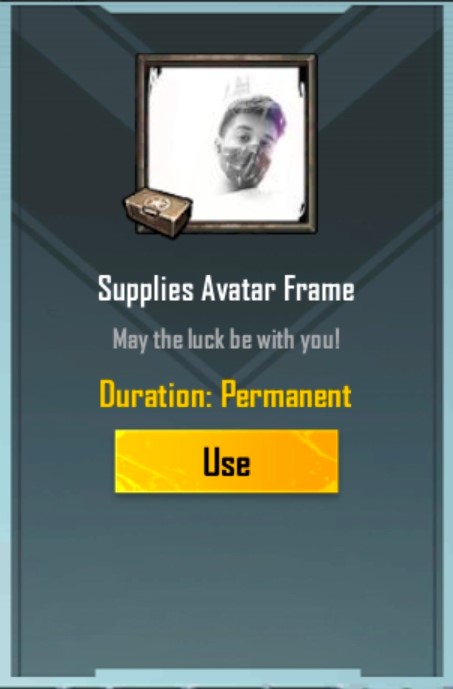 Supplies Avatar Frame
May the luck be with you!
Duration: Permanent
Use